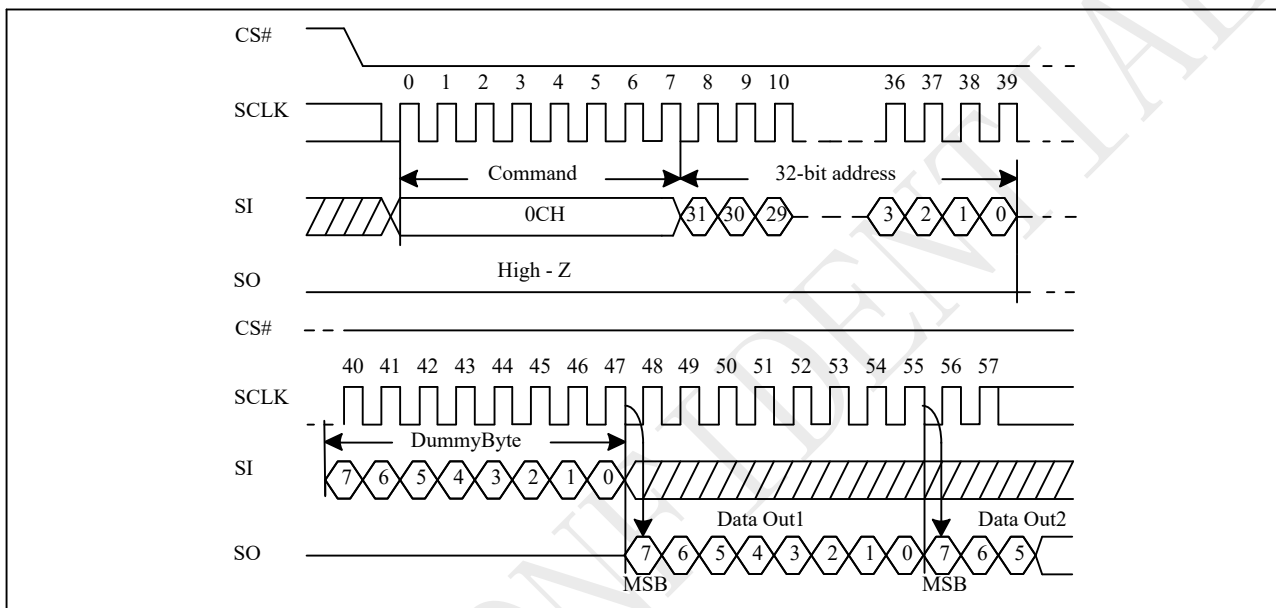 CS#
0 1 2 3 4 5 6 7 8 9 10 36 37 38 39
SCLK
Command 32-bit address
SI 0CH 31 30 29 3 2 1 0
High - Z
SO
CS#
40 41 42 43 44 45 46 47 48 49 50 51 52 53 54 55 56 57
SCLK
DummyByte
SI 7 6 5 4 3 2 1 0
Data Out1 Data Out2
SO 7 6 5 4 3 2 1 0 7 6 5
MSB MSB